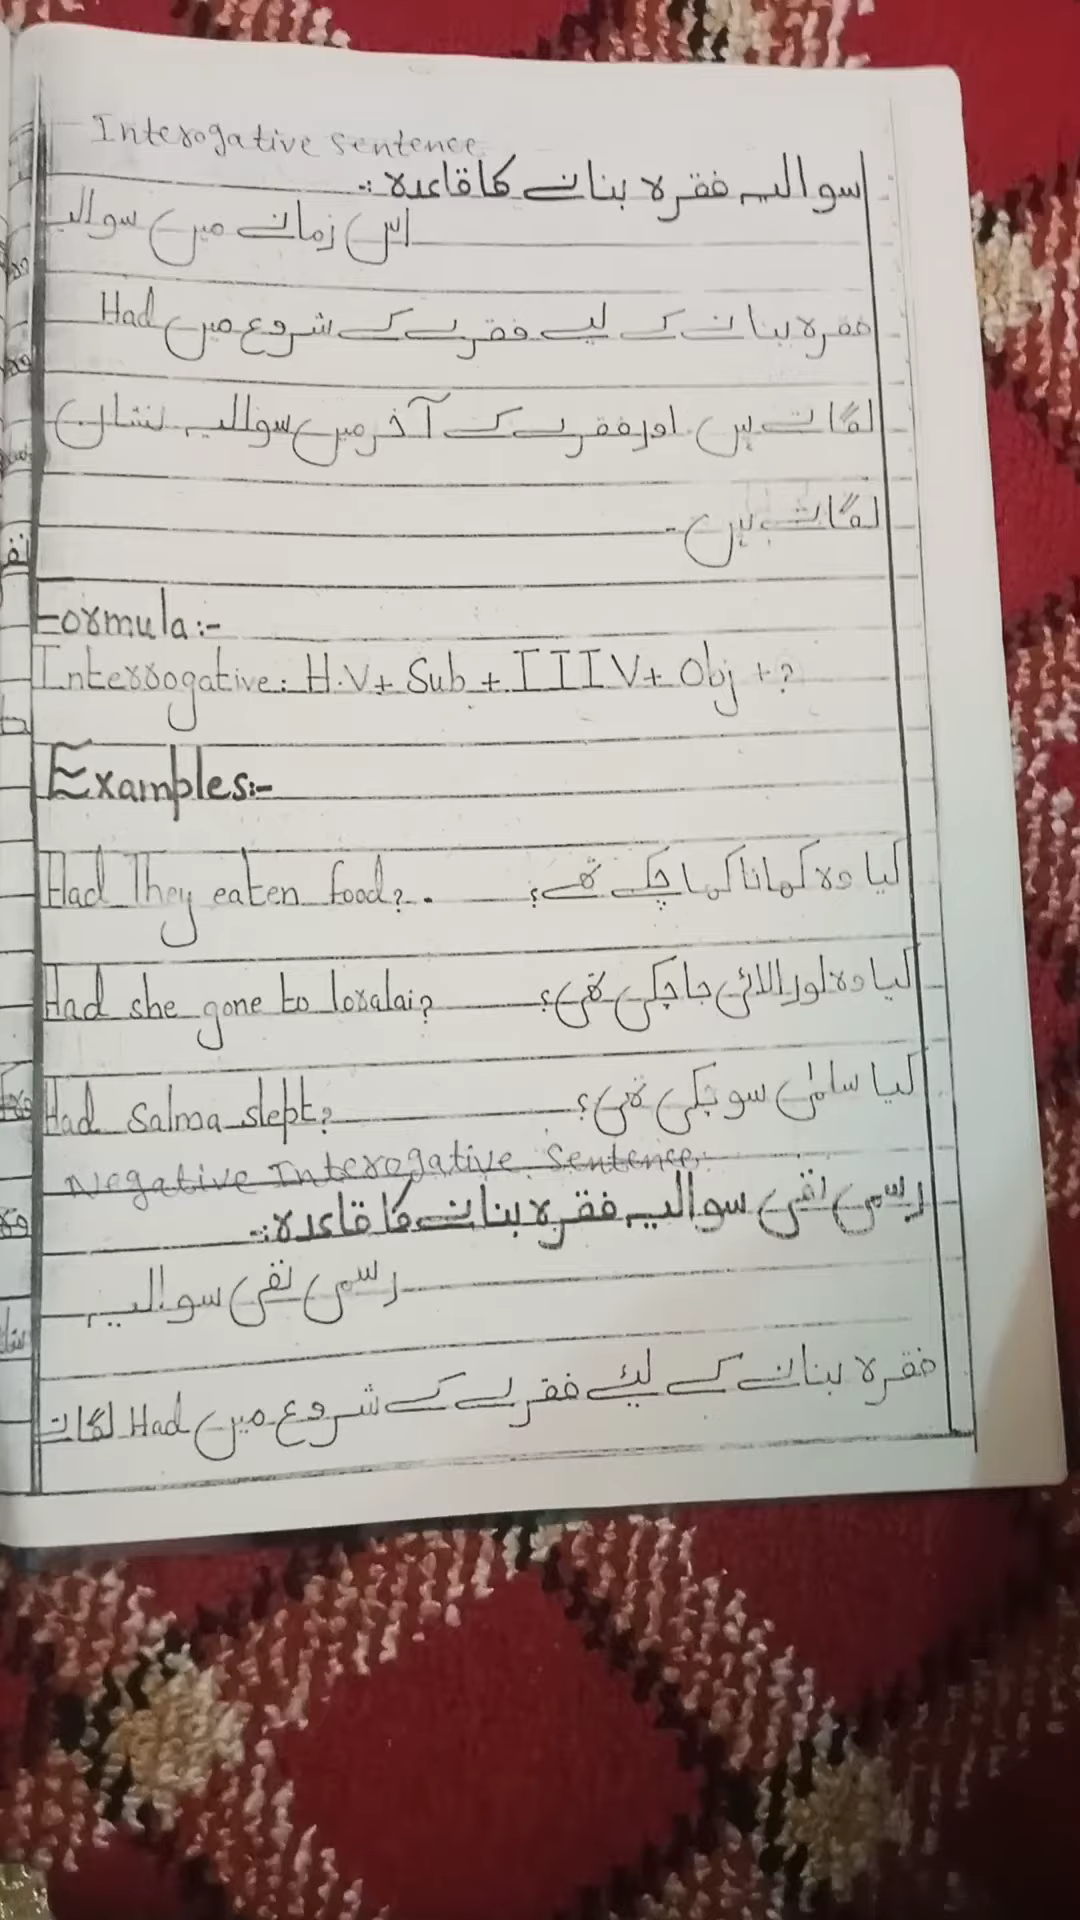 Interogative Sentence
سوالیہ فقرہ بنانے کا قاعدہ:۔
اس زمانے میں سوالیہ
فقرہ بنانے کے لیے فقرے کے شروع میں Had
لگاتے ہیں اور فقرے کے آخر میں سوالیہ نشان
لگاتے ہیں۔
Formula:-
Interrogative: H.V+ Sub + III V+ Obj +?
Examples:-
Had They eaten food?. کیا وہ کھانا کھا چکے تھے؟
Had she gone to loralai? کیا وہ لورالائی جا چکی تھی؟
Had Salma slept? کیا سلمٰی سو چکی تھی؟
Negative Interogative Sentence:
رسمی نفی سوالیہ فقرہ بنانے کا قاعدہ:۔
رسمی نفی سوالیہ
فقرہ بنانے کے لیئے فقرے کے شروع میں Had لگاتے